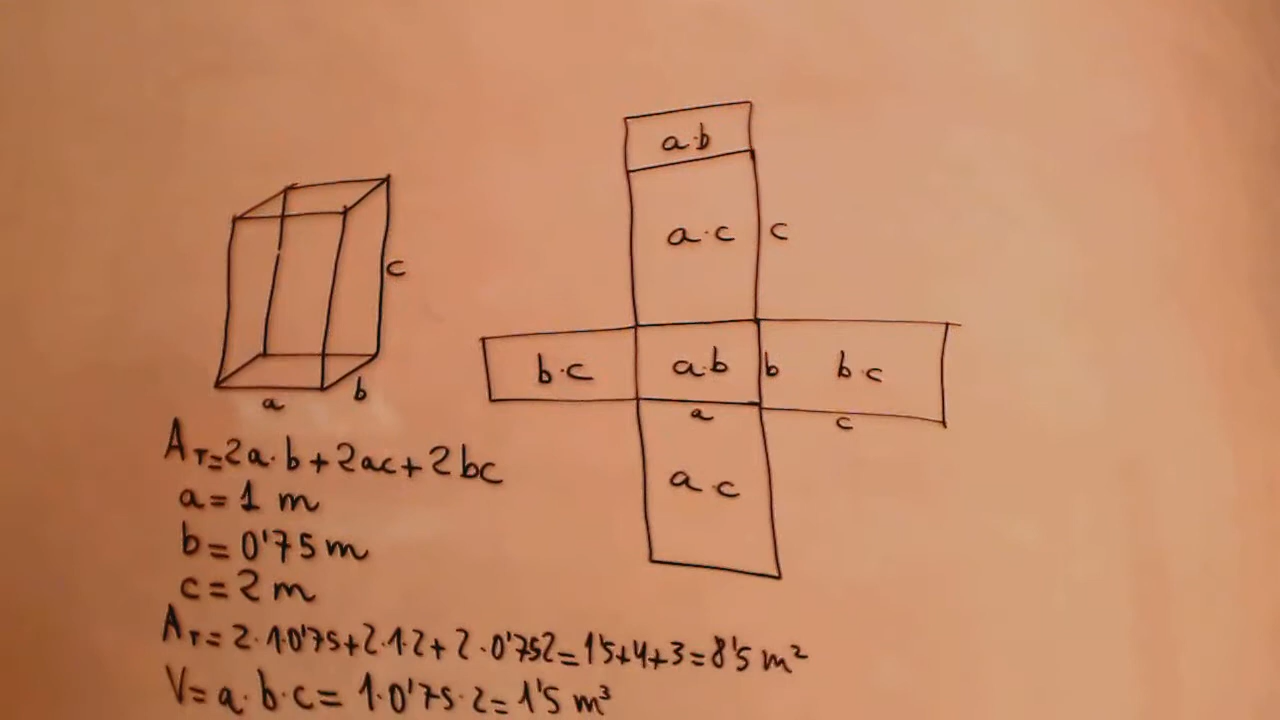 a·b
a·c c
c
b·c a·b b b·c
a c
a b
a c
A_T=2a·b+2ac+2bc
a=1 m
b=0'75 m
c=2 m
A_T=2·1·0'75+2·1·2+2·0'75·2=1'5+4+3=8'5 m²
V=a·b·c=1·0'75·2=1'5 m³